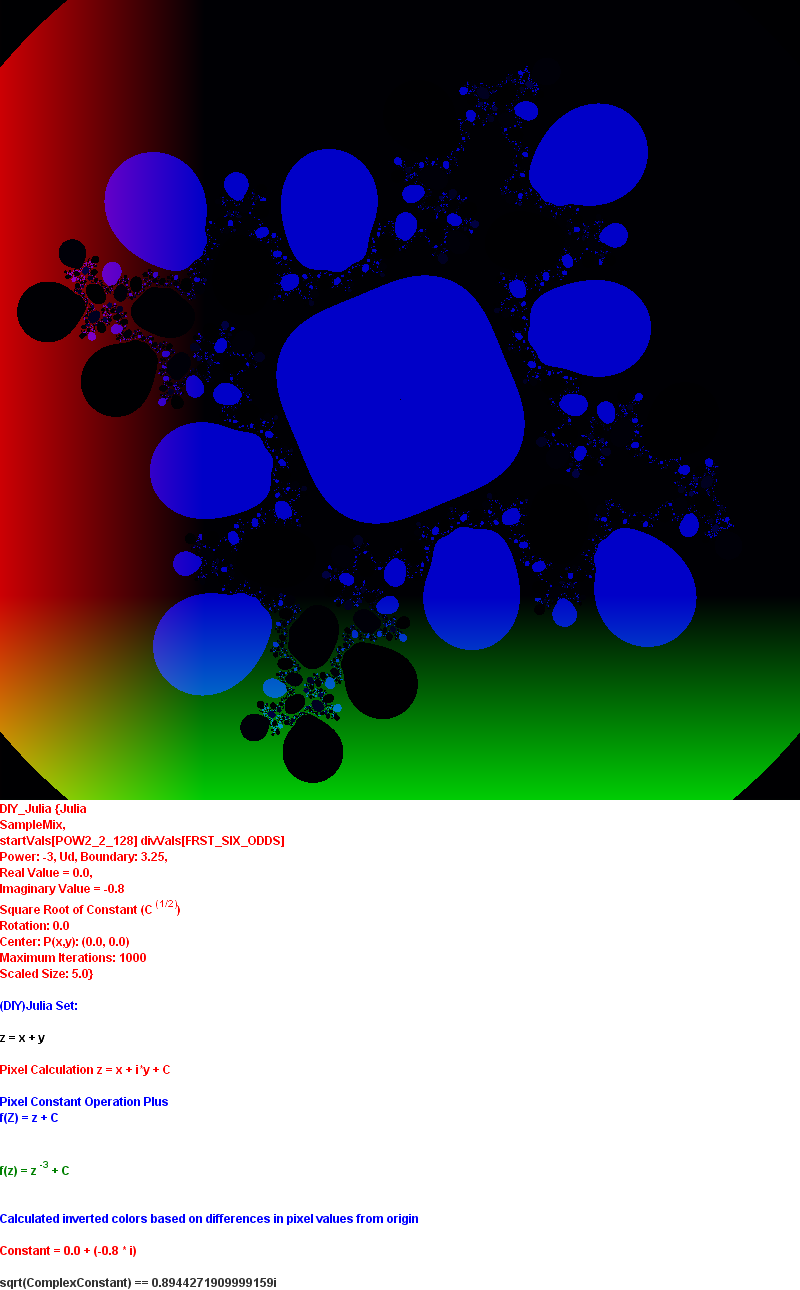 DIY_Julia {Julia
SampleMix,
startVals[POW2_2_128] divVals[FRST_SIX_ODDS]
Power: -3, Ud, Boundary: 3.25,
Real Value = 0.0,
Imaginary Value = -0.8
Square Root of Constant (C (1/2))
Rotation: 0.0
Center: P(x,y): (0.0, 0.0)
Maximum Iterations: 1000
Scaled Size: 5.0}
(DIY)Julia Set:
z = x + y
Pixel Calculation z = x + i*y + C
Pixel Constant Operation Plus
f(Z) = z + C
f(z) = z -3 + C
Calculated inverted colors based on differences in pixel values from origin
Constant = 0.0 + (-0.8 * i)
sqrt(ComplexConstant) == 0.8944271909999159i